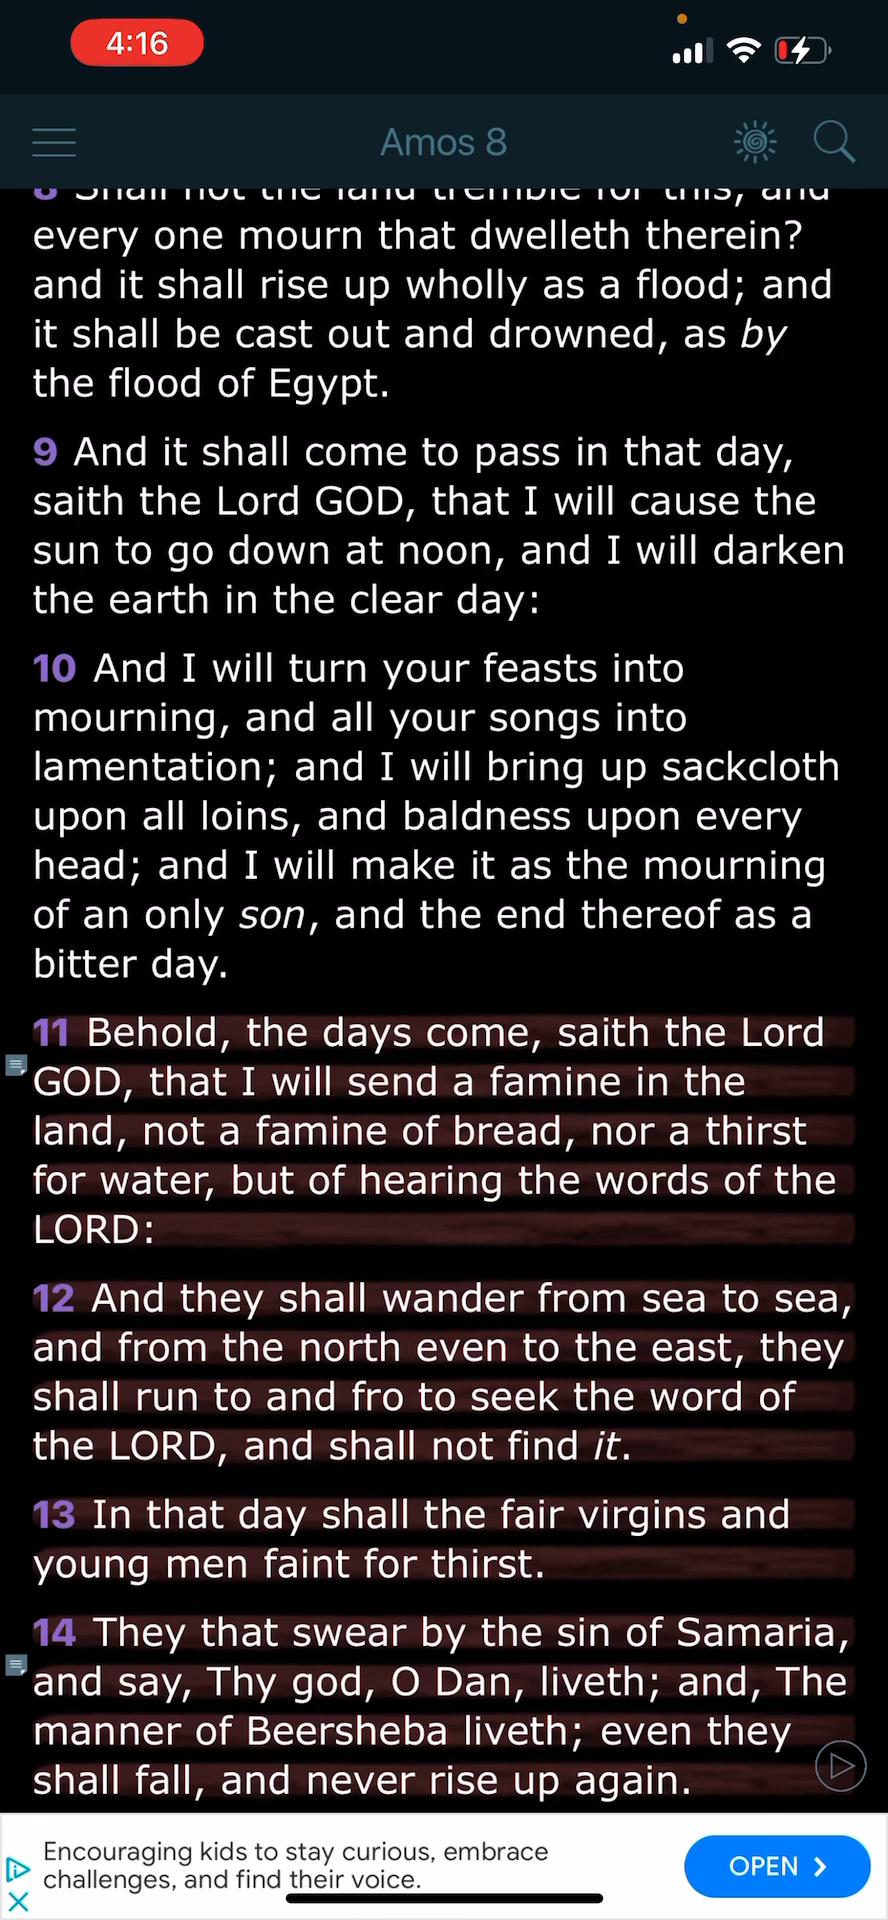 4:16
Amos 8
8 Shall not the land tremble for this, and
every one mourn that dwelleth therein?
and it shall rise up wholly as a flood; and
it shall be cast out and drowned, as by
the flood of Egypt.
9 And it shall come to pass in that day,
saith the Lord GOD, that I will cause the
sun to go down at noon, and I will darken
the earth in the clear day:
10 And I will turn your feasts into
mourning, and all your songs into
lamentation; and I will bring up sackcloth
upon all loins, and baldness upon every
head; and I will make it as the mourning
of an only son, and the end thereof as a
bitter day.
11 Behold, the days come, saith the Lord
GOD, that I will send a famine in the
land, not a famine of bread, nor a thirst
for water, but of hearing the words of the
LORD:
12 And they shall wander from sea to sea,
and from the north even to the east, they
shall run to and fro to seek the word of
the LORD, and shall not find it.
13 In that day shall the fair virgins and
young men faint for thirst.
14 They that swear by the sin of Samaria,
and say, Thy god, O Dan, liveth; and, The
manner of Beersheba liveth; even they
shall fall, and never rise up again.
Encouraging kids to stay curious, embrace
challenges, and find their voice.
OPEN